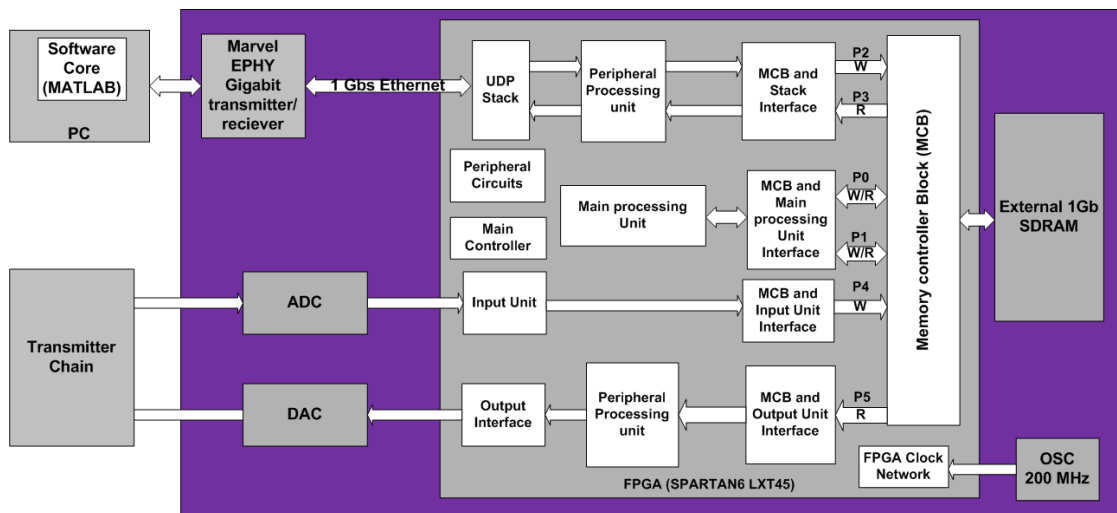 Software
Core
(MATLAB)
PC
Marvel
EPHY
Gigabit
transmitter/
reciever
1 Gbs Ethernet
UDP
Stack
Peripheral
Processing
unit
MCB and
Stack
Interface
P2
W
P3
R
Peripheral
Circuits
Main
Controller
Main processing
Unit
MCB and
Main
processing
Unit
Interface
P0
W/R
P1
W/R
Memory controller Block (MCB)
External 1Gb
SDRAM
Transmitter
Chain
ADC
Input Unit
MCB and
Input Unit
Interface
P4
W
DAC
Output
Interface
Peripheral
Processing
unit
MCB and
Output Unit
Interface
P5
R
FPGA Clock
Network
OSC
200 MHz
FPGA (SPARTAN6 LXT45)